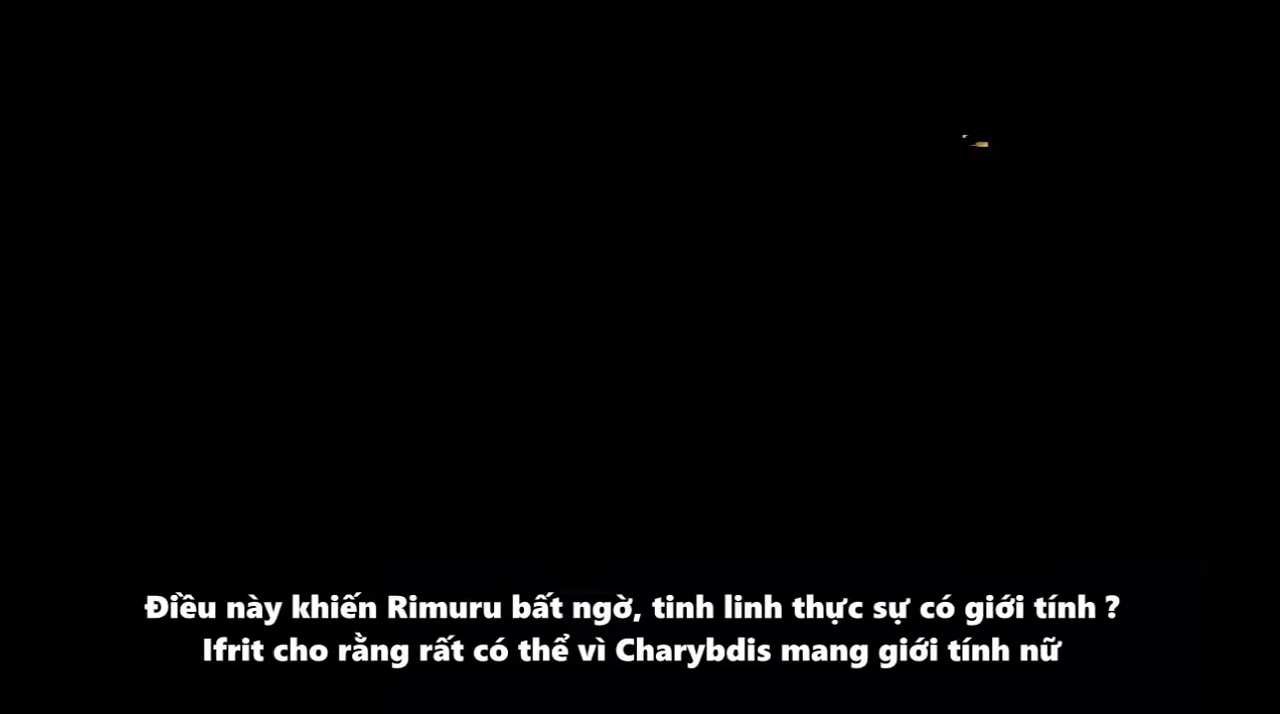 Điều này khiến Rimuru bất ngờ, tinh linh thực sự có giới tính ?
Ifrit cho rằng rất có thể vì Charybdis mang giới tính nữ